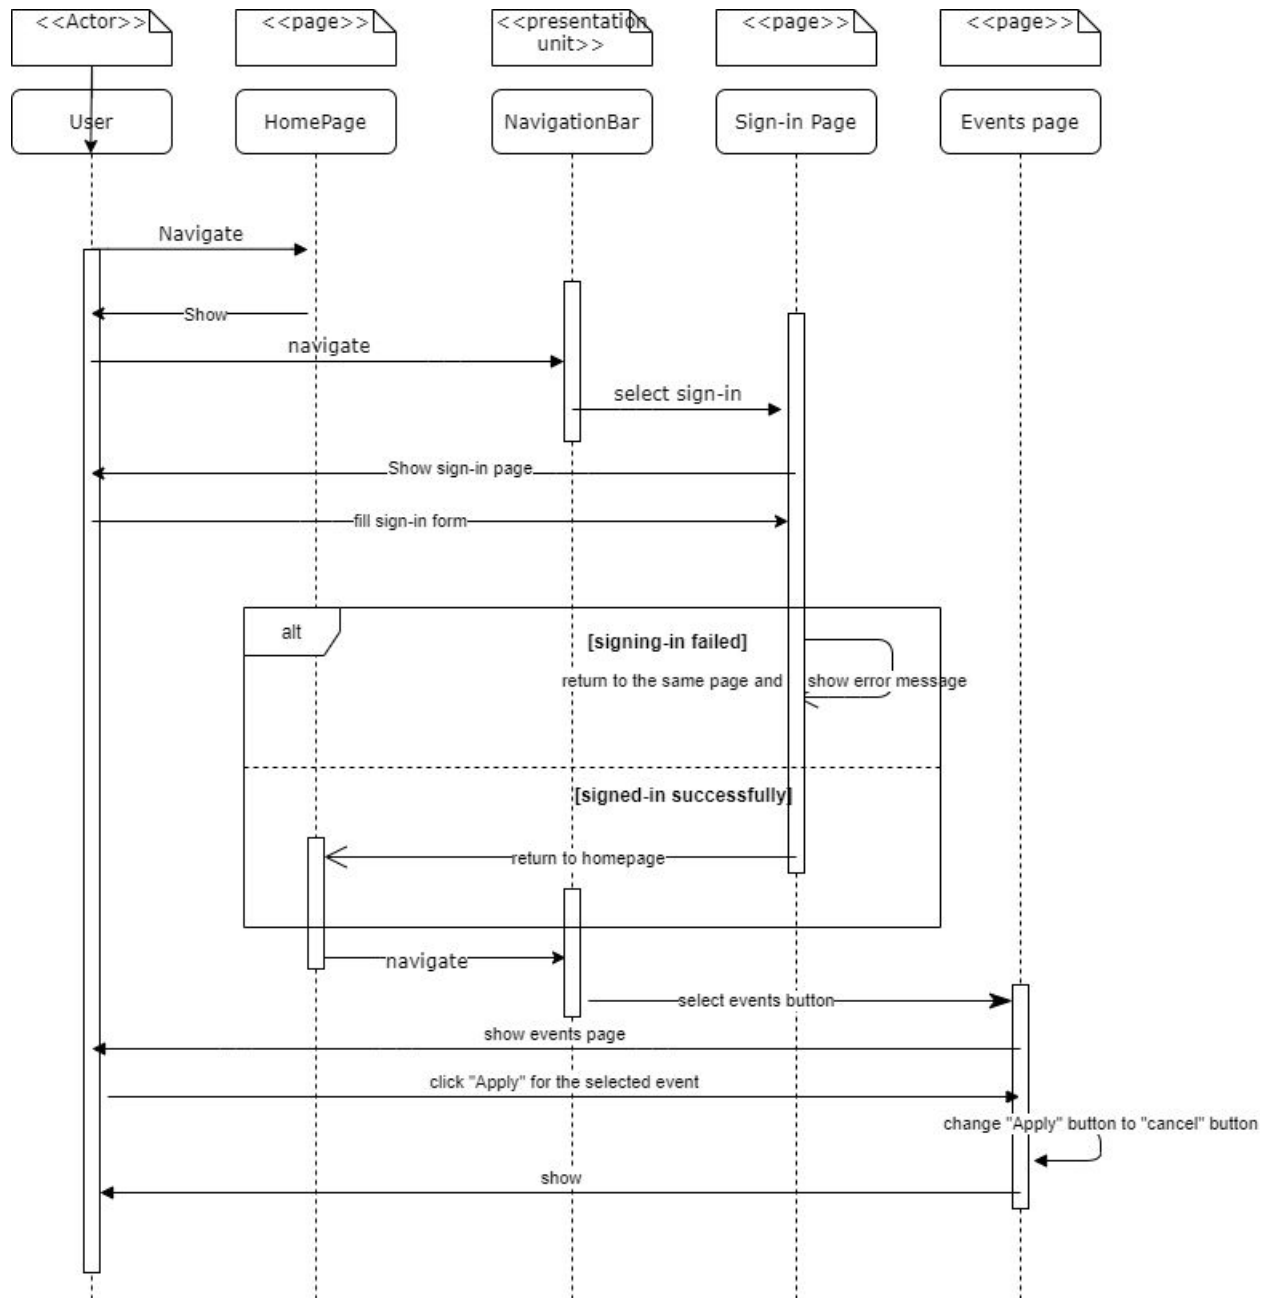 <<Actor>>
<<page>>
<<presentation
unit>>
<<page>>
<<page>>
User
HomePage
NavigationBar
Sign-in Page
Events page
Navigate
Show
navigate
select sign-in
Show sign-in page
fill sign-in form
alt
[signing-in failed]
return to the same page and show error message
[signed-in successfully]
return to homepage
navigate
select events button
show events page
click "Apply" for the selected event
change "Apply" button to "cancel" button
show